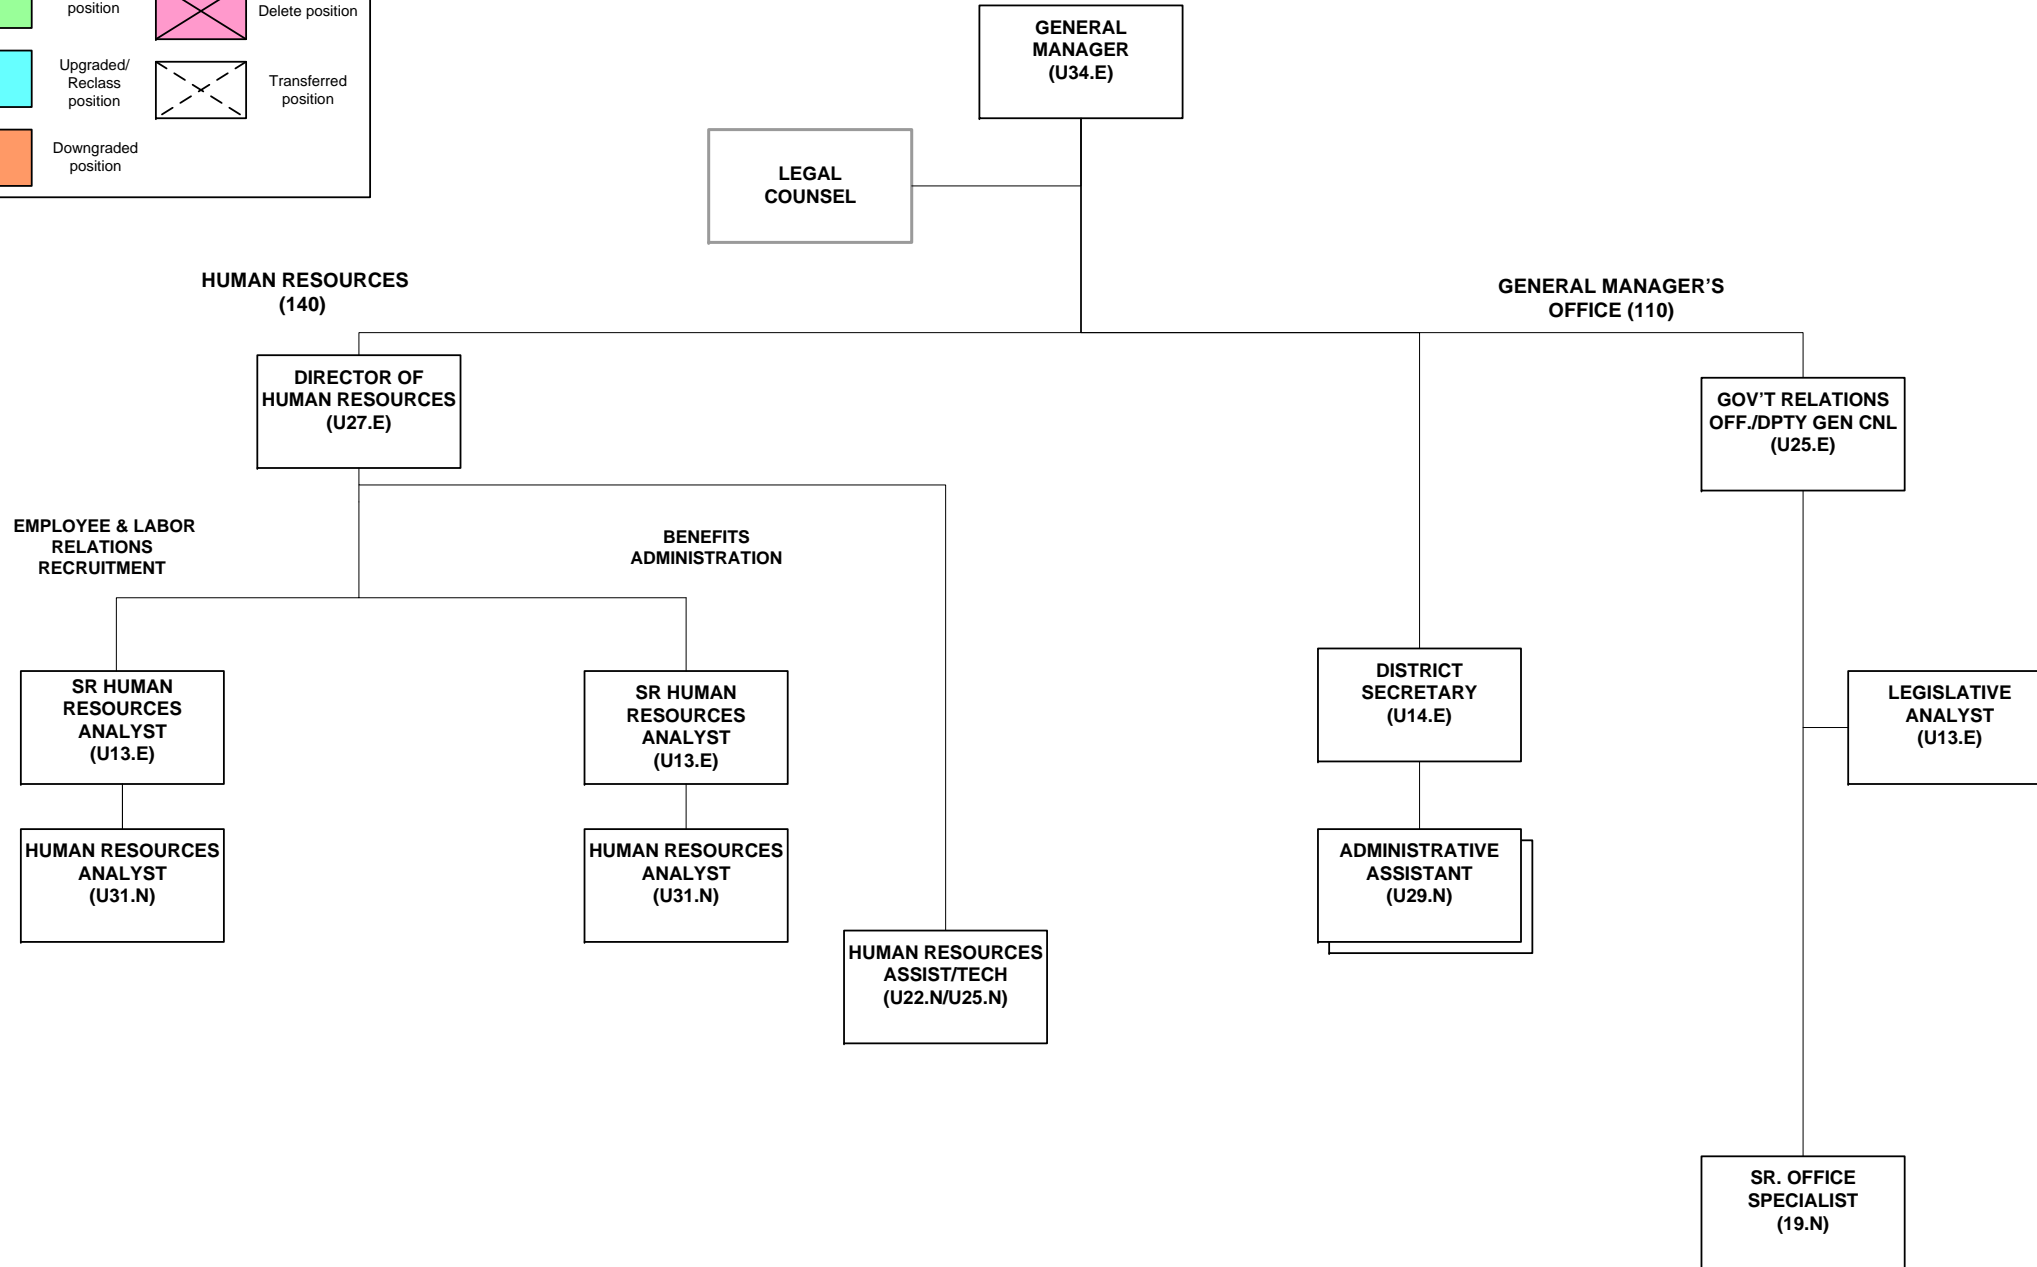 position
Delete position
Upgraded/
Reclass
position
Transferred
position
Downgraded
position
GENERAL
MANAGER
(U34.E)
LEGAL
COUNSEL
HUMAN RESOURCES
(140)
GENERAL MANAGER’S
OFFICE (110)
DIRECTOR OF
HUMAN RESOURCES
(U27.E)
GOV’T RELATIONS
OFF./DPTY GEN CNL
(U25.E)
EMPLOYEE & LABOR
RELATIONS
RECRUITMENT
BENEFITS
ADMINISTRATION
SR HUMAN
RESOURCES
ANALYST
(U13.E)
SR HUMAN
RESOURCES
ANALYST
(U13.E)
DISTRICT
SECRETARY
(U14.E)
LEGISLATIVE
ANALYST
(U13.E)
HUMAN RESOURCES
ANALYST
(U31.N)
HUMAN RESOURCES
ANALYST
(U31.N)
ADMINISTRATIVE
ASSISTANT
(U29.N)
HUMAN RESOURCES
ASSIST/TECH
(U22.N/U25.N)
SR. OFFICE
SPECIALIST
(19.N)